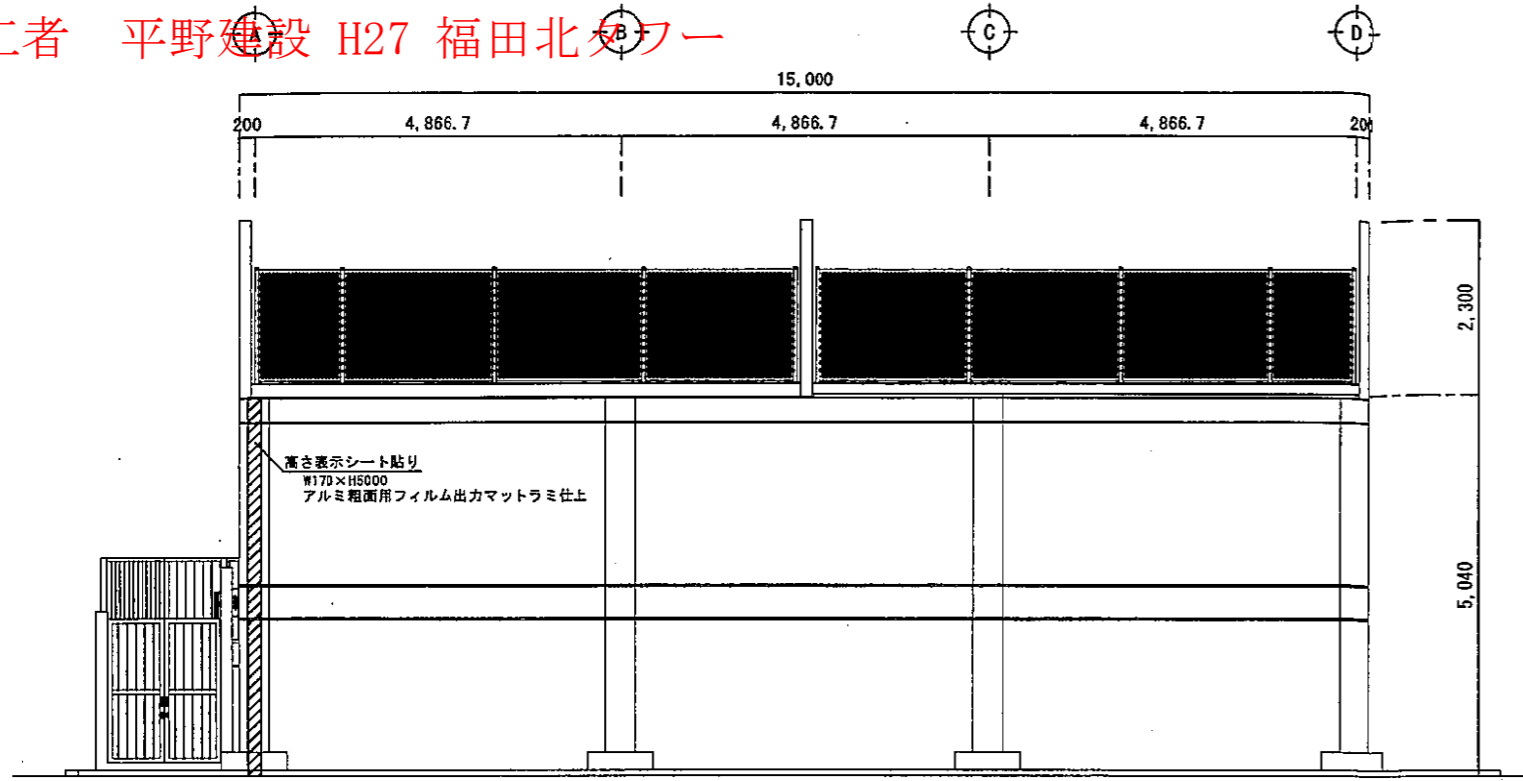 工者　平野建設 H27 福田北タワー
A B C D
15,000
200 4,866.7 4,866.7 4,866.7 200
2,300
高さ表示シート貼り
W170×H5000
アルミ粗面用フィルム出力マットラミ仕上
5,040